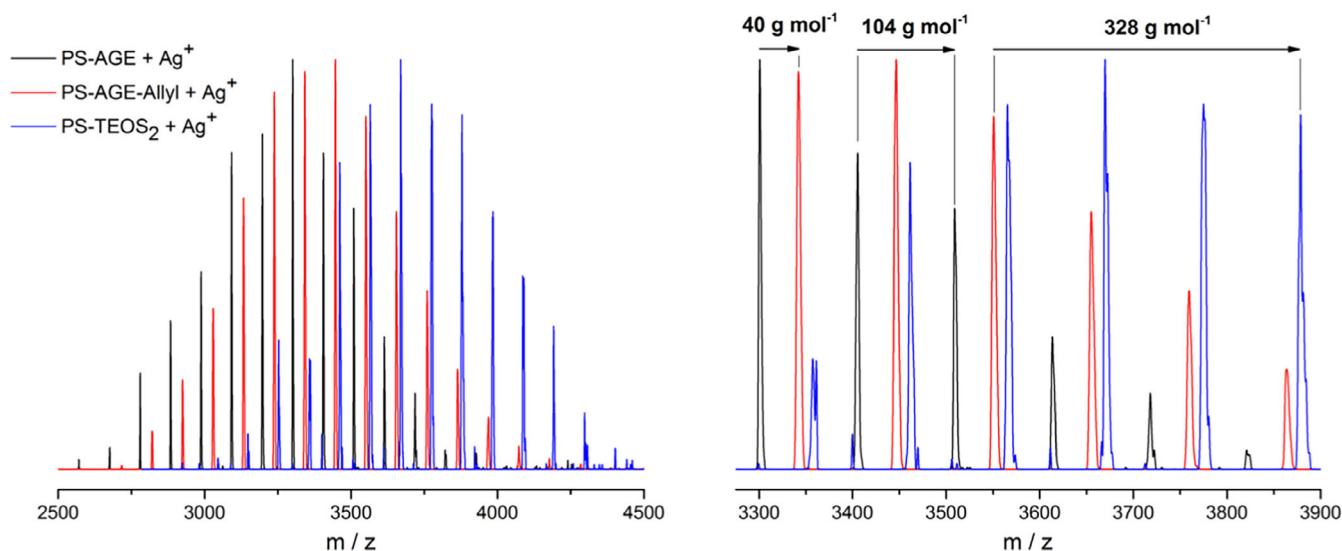 PS-AGE + Ag⁺
PS-AGE-Allyl + Ag⁺
PS-TEOS₂ + Ag⁺
2500 3000 3500 4000 4500
m / z
40 g mol⁻¹ 104 g mol⁻¹ 328 g mol⁻¹
3300 3400 3500 3600 3700 3800 3900
m / z